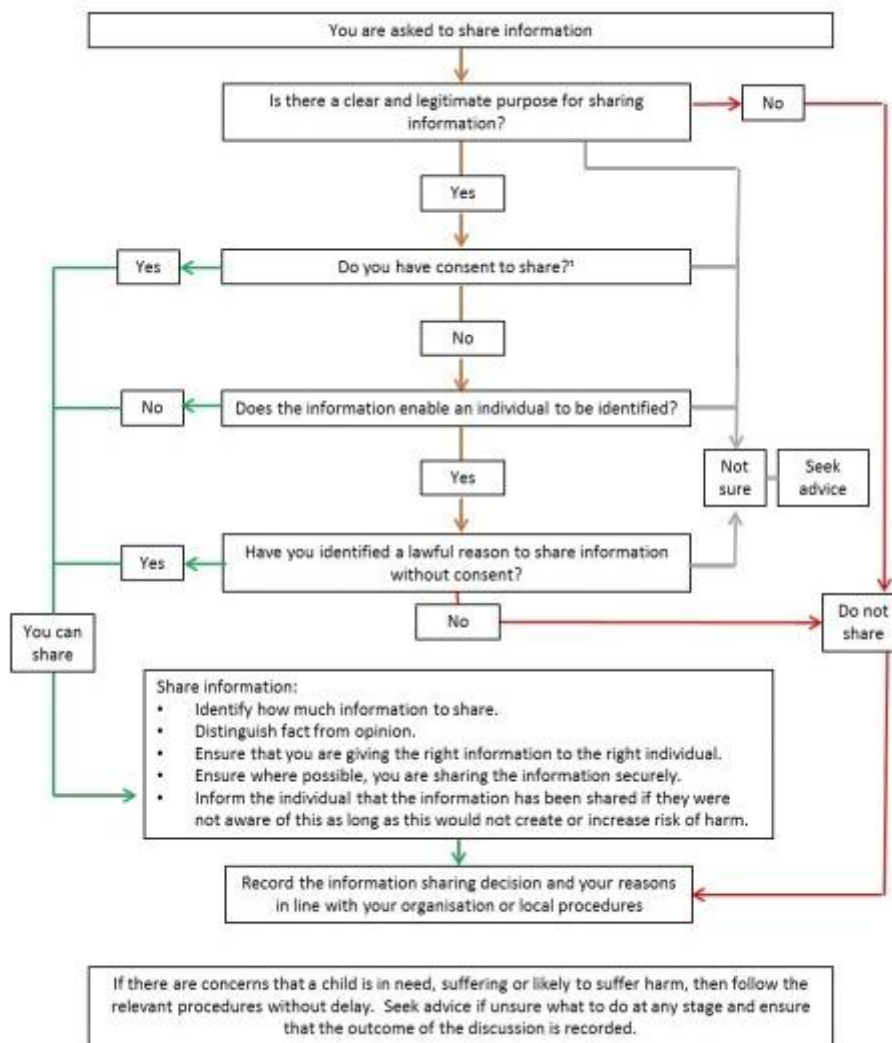 You are asked to share information
Is there a clear and legitimate purpose for sharing
information?
No
Yes
Yes
Do you have consent to share?¹
No
No
Does the information enable an individual to be identified?
Yes
Not
sure
Seek
advice
Yes
Have you identified a lawful reason to share information
without consent?
No
Do not
share
You can
share
Share information:
• Identify how much information to share.
• Distinguish fact from opinion.
• Ensure that you are giving the right information to the right individual.
• Ensure where possible, you are sharing the information securely.
• Inform the individual that the information has been shared if they were
not aware of this as long as this would not create or increase risk of harm.
Record the information sharing decision and your reasons
in line with your organisation or local procedures
If there are concerns that a child is in need, suffering or likely to suffer harm, then follow the
relevant procedures without delay. Seek advice if unsure what to do at any stage and ensure
that the outcome of the discussion is recorded.